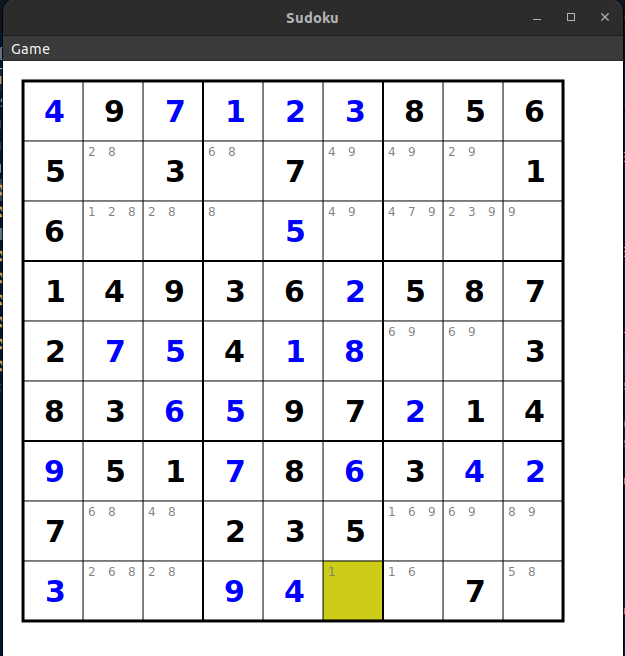 Sudoku
Game
4 9 7 1 2 3 8 5 6
2 8 6 8 4 9 4 9 2 9
5 3 7 1
1 2 8 2 8 8 4 9 4 7 9 2 3 9 9
6 5
1 4 9 3 6 2 5 8 7
6 9 6 9
2 7 5 4 1 8 3
8 3 6 5 9 7 2 1 4
9 5 1 7 8 6 3 4 2
6 8 4 8 1 6 9 6 9 8 9
7 2 3 5
2 6 8 2 8 1 1 6 5 8
3 9 4 7